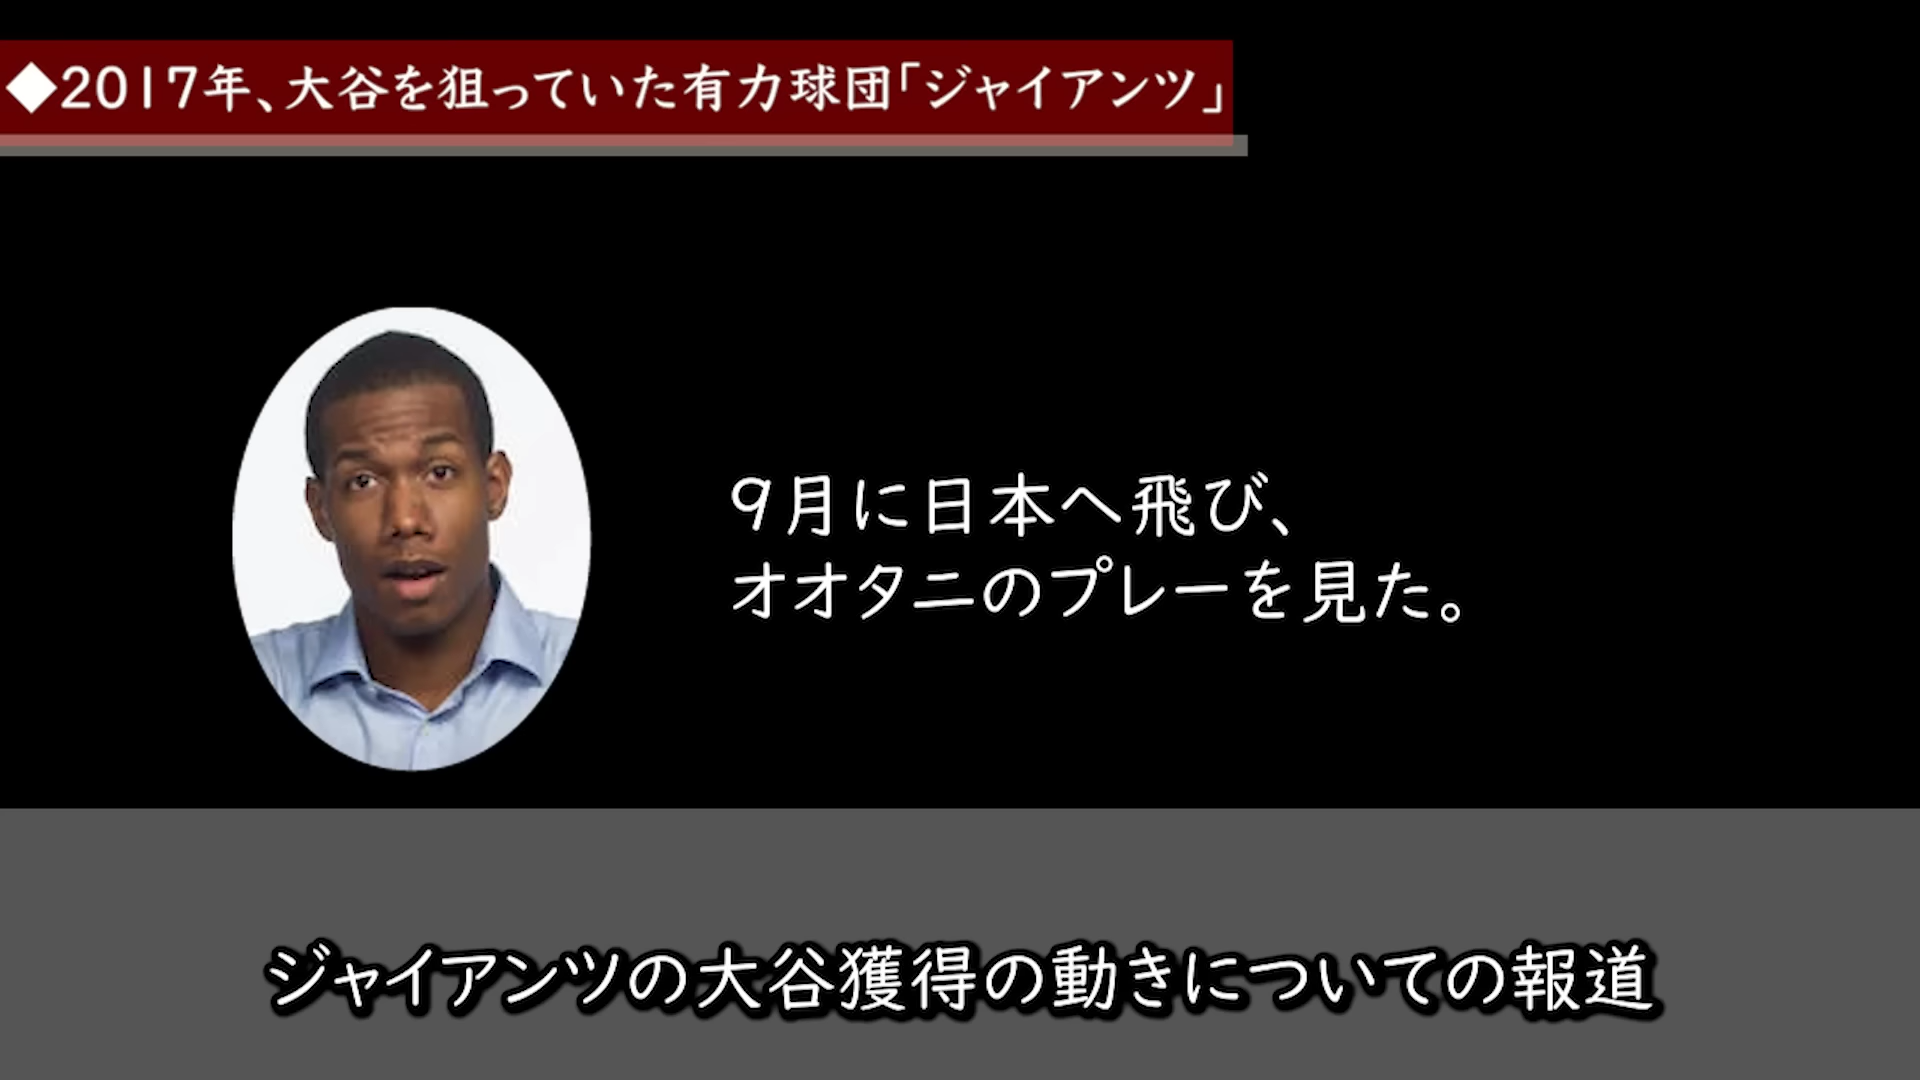 ◆2017年、大谷を狙っていた有力球団「ジャイアンツ」
9月に日本へ飛び、
オオタニのプレーを見た。
ジャイアンツの大谷獲得の動きについての報道